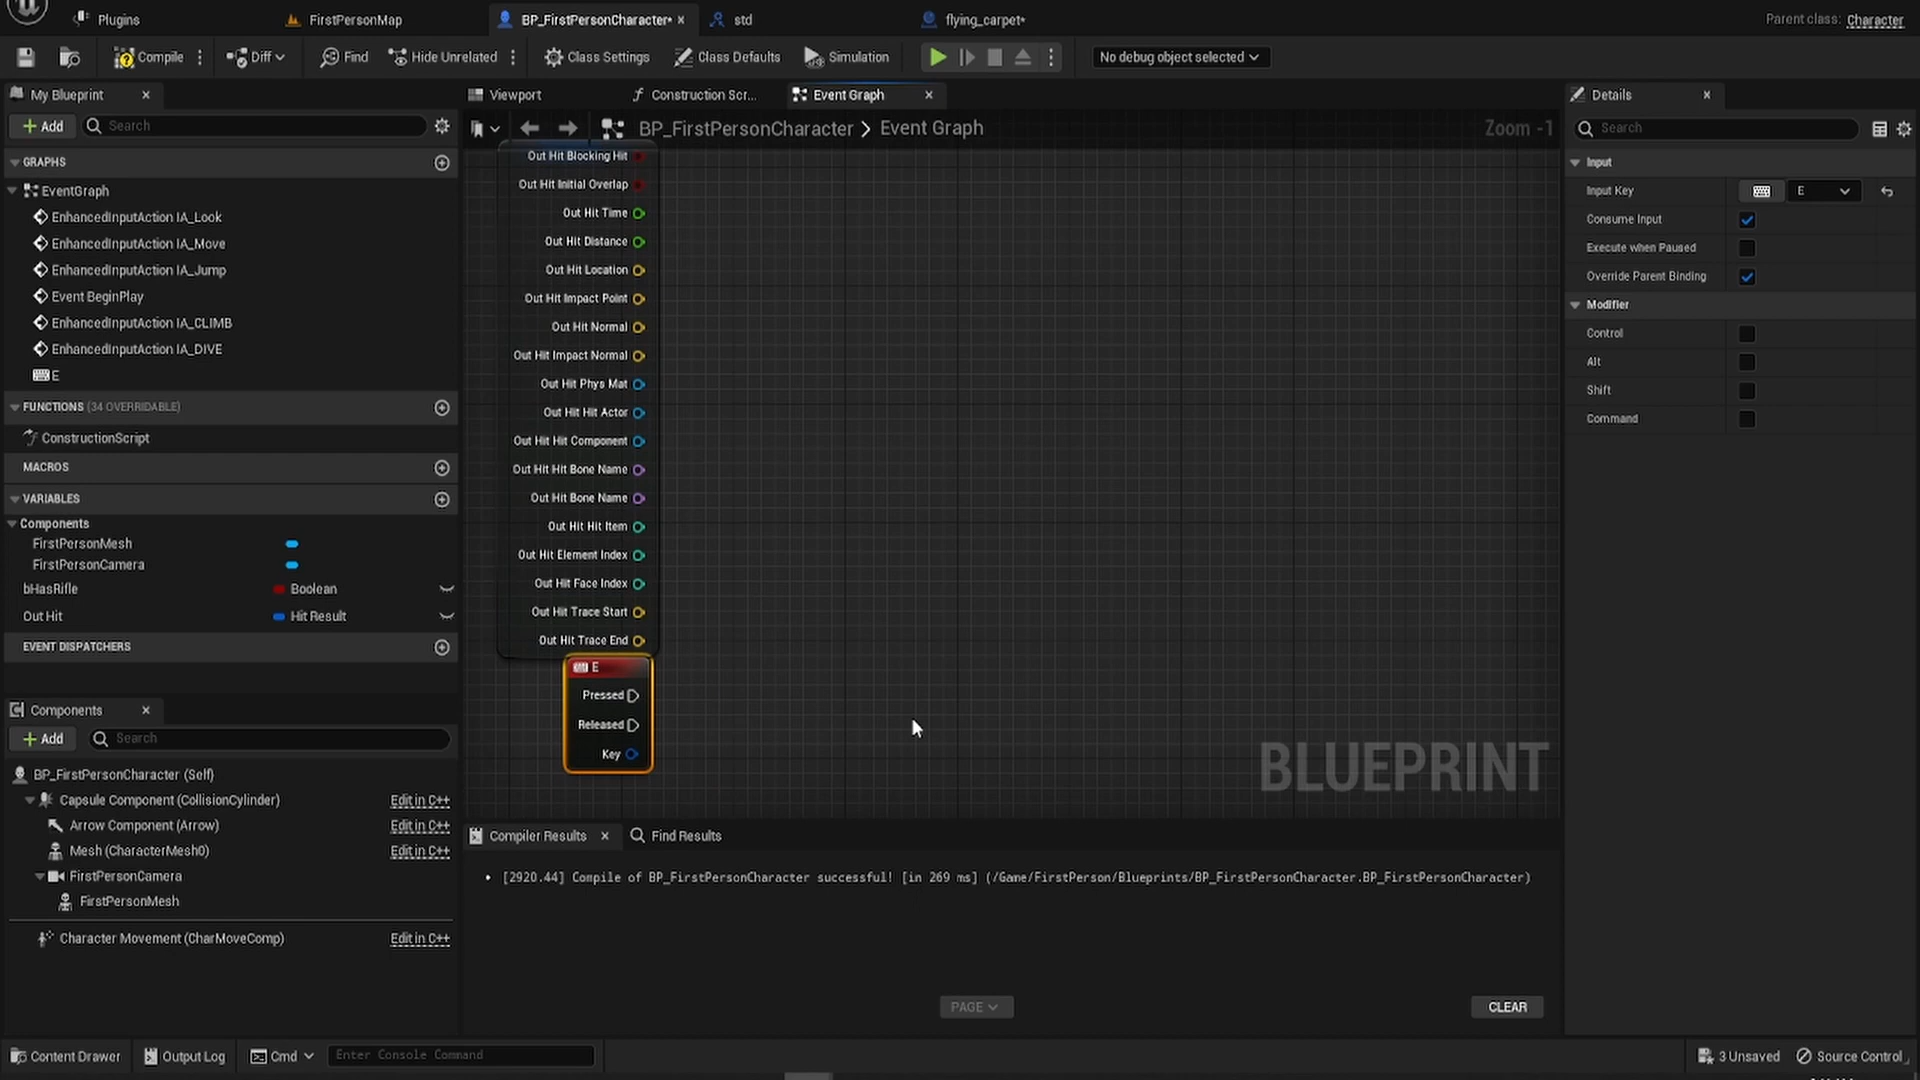 Plugins
FirstPersonMap
BP_FirstPersonCharacter*
std
flying_carpet*
Parent class: Character
Compile
Diff
Find
Hide Unrelated
Class Settings
Class Defaults
Simulation
No debug object selected
My Blueprint
Viewport
Construction Scr...
Event Graph
Details
Add
Search
BP_FirstPersonCharacter > Event Graph
Zoom -1
Search
GRAPHS
EventGraph
EnhancedInputAction IA_Look
EnhancedInputAction IA_Move
EnhancedInputAction IA_Jump
Event BeginPlay
EnhancedInputAction IA_CLIMB
EnhancedInputAction IA_DIVE
E
FUNCTIONS (34 OVERRIDABLE)
ConstructionScript
MACROS
VARIABLES
Components
FirstPersonMesh
FirstPersonCamera
bHasRifle Boolean
Out Hit Hit Result
EVENT DISPATCHERS
Components
Add
Search
BP_FirstPersonCharacter (Self)
Capsule Component (CollisionCylinder) Edit in C++
Arrow Component (Arrow) Edit in C++
Mesh (CharacterMesh0) Edit in C++
FirstPersonCamera
FirstPersonMesh
Character Movement (CharMoveComp) Edit in C++
Out Hit Blocking Hit
Out Hit Initial Overlap
Out Hit Time
Out Hit Distance
Out Hit Location
Out Hit Impact Point
Out Hit Normal
Out Hit Impact Normal
Out Hit Phys Mat
Out Hit Hit Actor
Out Hit Hit Component
Out Hit Hit Bone Name
Out Hit Bone Name
Out Hit Hit Item
Out Hit Element Index
Out Hit Face Index
Out Hit Trace Start
Out Hit Trace End
E
Pressed
Released
Key
BLUEPRINT
Compiler Results
Find Results
[2920.44] Compile of BP_FirstPersonCharacter successful! [in 269 ms] (/Game/FirstPerson/Blueprints/BP_FirstPersonCharacter.BP_FirstPersonCharacter)
PAGE
CLEAR
Input
Input Key E
Consume Input
Execute when Paused
Override Parent Binding
Modifier
Control
Alt
Shift
Command
Content Drawer
Output Log
Cmd
Enter Console Command
3 Unsaved
Source Control